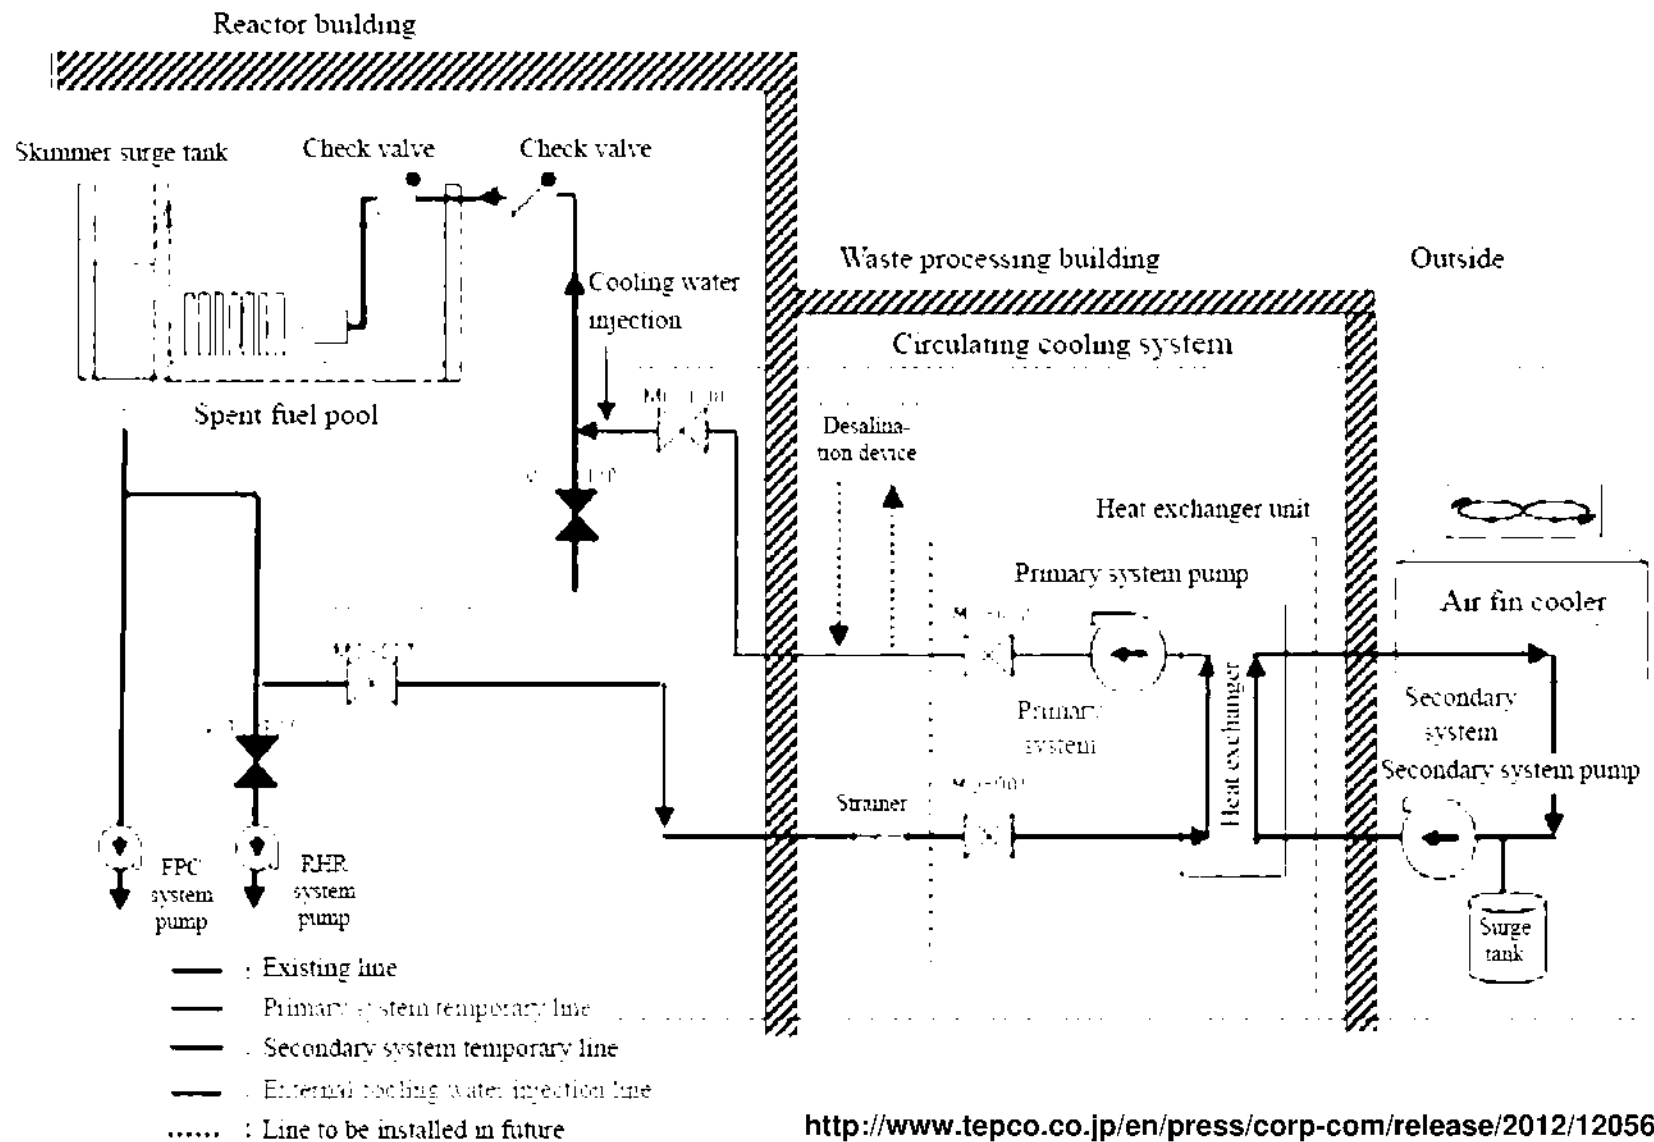 Reactor building
Skimmer surge tank
Check valve
Check valve
Cooling water
injection
Spent fuel pool
Waste processing building
Outside
Circulating cooling system
Desalina-
tion device
Heat exchanger unit
Primary system pump
Air fin cooler
Primary
system
Heat exchanger
Secondary
system
Secondary system pump
Strainer
FPC
system
pump
RHR
system
pump
Surge
tank
: Existing line
Primary system temporary line
: Secondary system temporary line
: External cooling water injection line
: Line to be installed in future
http://www.tepco.co.jp/en/press/corp-com/release/2012/12056